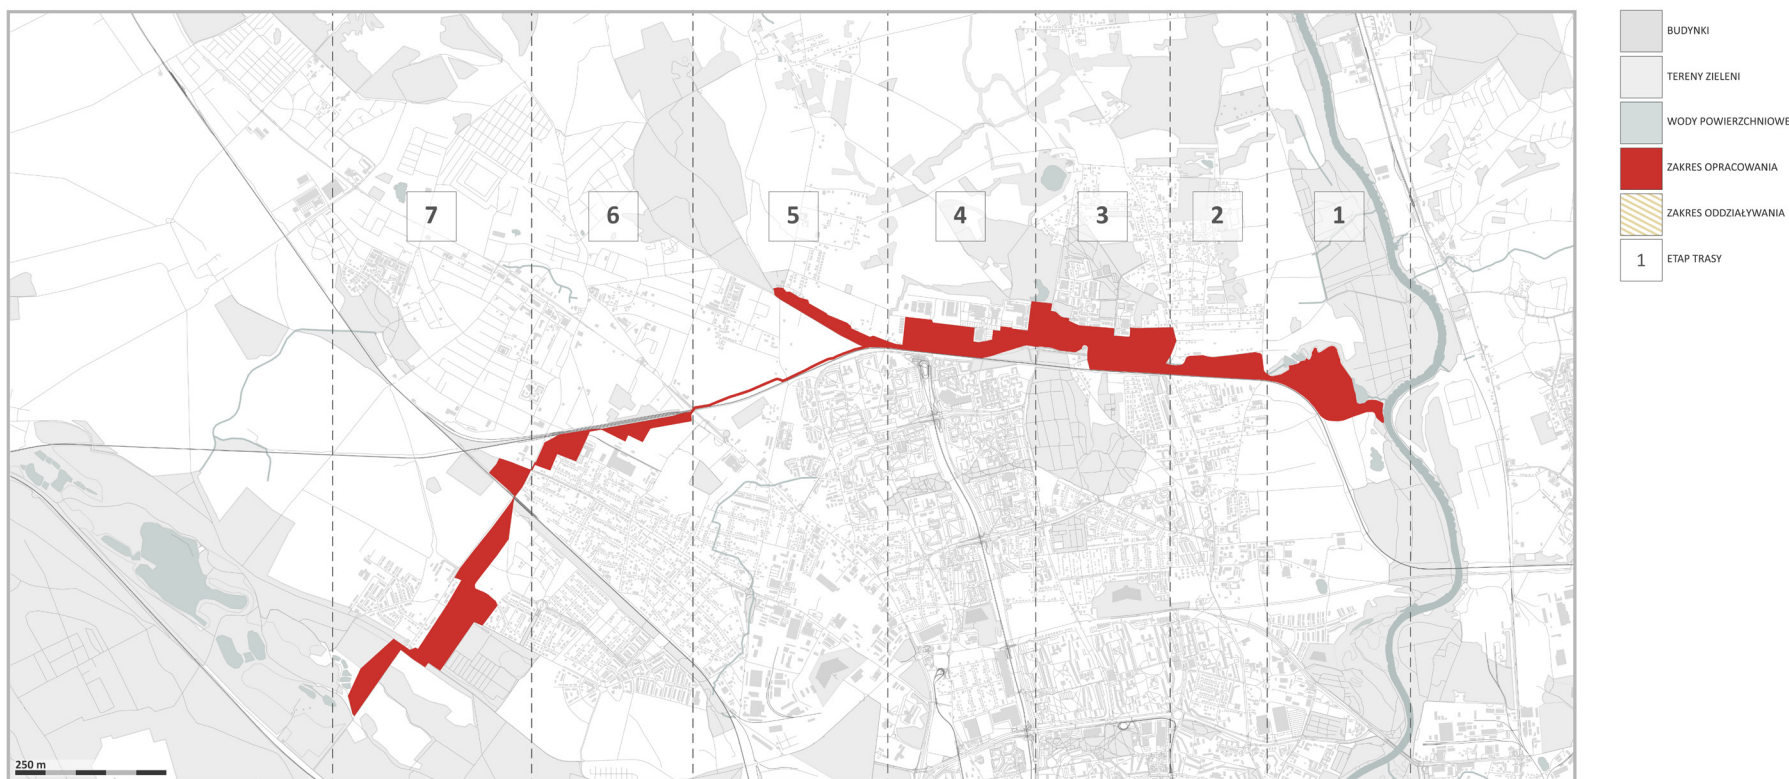 7
6
5
4
3
2
1
250 m
BUDYNKI
TERENY ZIELENI
WODY POWIERZCHNIOWE
ZAKRES OPRACOWANIA
ZAKRES ODDZIAŁYWANIA
1 ETAP TRASY